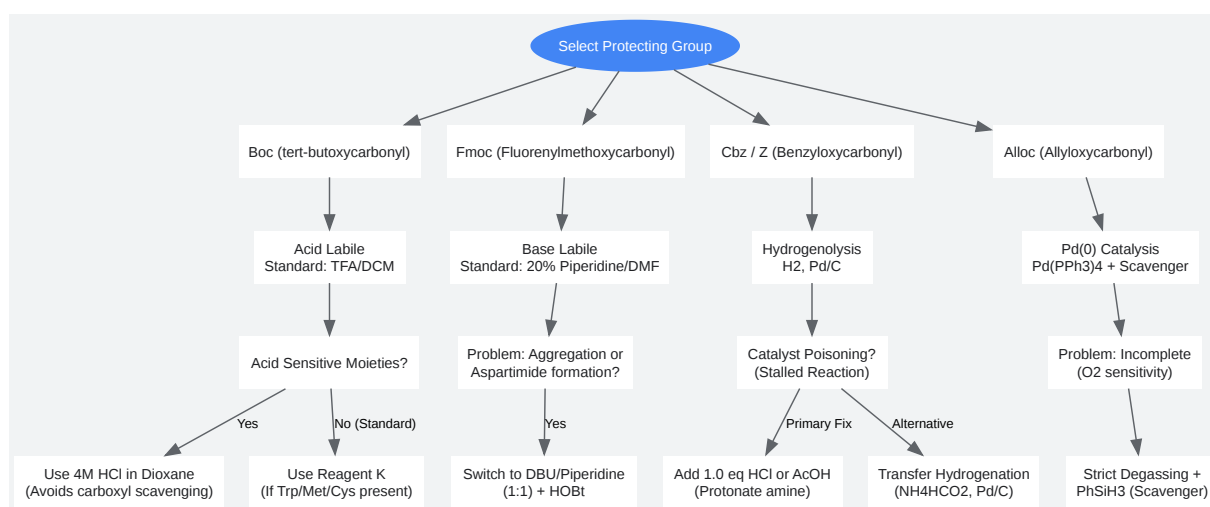 Select Protecting Group
Boc (tert-butoxycarbonyl)
Fmoc (Fluorenylmethoxycarbonyl)
Cbz / Z (Benzyloxycarbonyl)
Alloc (Allyloxycarbonyl)
Acid Labile
Standard: TFA/DCM
Base Labile
Standard: 20% Piperidine/DMF
Hydrogenolysis
H2, Pd/C
Pd(0) Catalysis
Pd(PPh3)4 + Scavenger
Acid Sensitive Moieties?
Problem: Aggregation or
Aspartimide formation?
Catalyst Poisoning?
(Stalled Reaction)
Problem: Incomplete
(O2 sensitivity)
Yes
No (Standard)
Yes
Primary Fix
Alternative
Use 4M HCl in Dioxane
(Avoids carboxyl scavenging)
Use Reagent K
(If Trp/Met/Cys present)
Switch to DBU/Piperidine
(1:1) + HOBt
Add 1.0 eq HCl or AcOH
(Protonate amine)
Transfer Hydrogenation
(NH4HCO2, Pd/C)
Strict Degassing +
PhSiH3 (Scavenger)